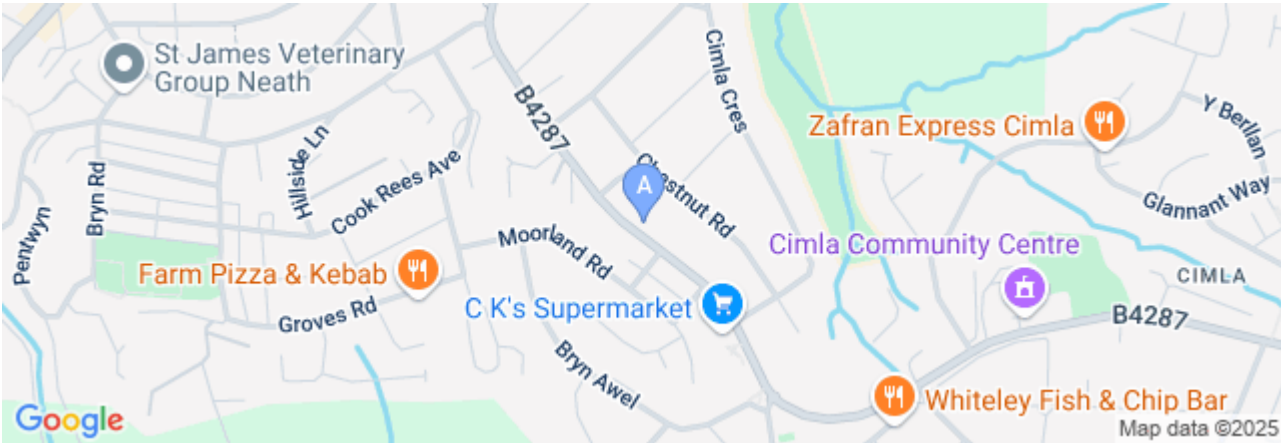 St James Veterinary
Group Neath
B4287
Cimla Cres
Zafran Express Cimla
Y Berllan
Hillside Ln
Cook Rees Ave
Chestnut Rd
A
Glannant Way
Pentwyn
Bryn Rd
Moorland Rd
Cimla Community Centre
Farm Pizza & Kebab
CIMLA
C K's Supermarket
Groves Rd
B4287
Bryn Awel
Whiteley Fish & Chip Bar
Google
Map data ©2025